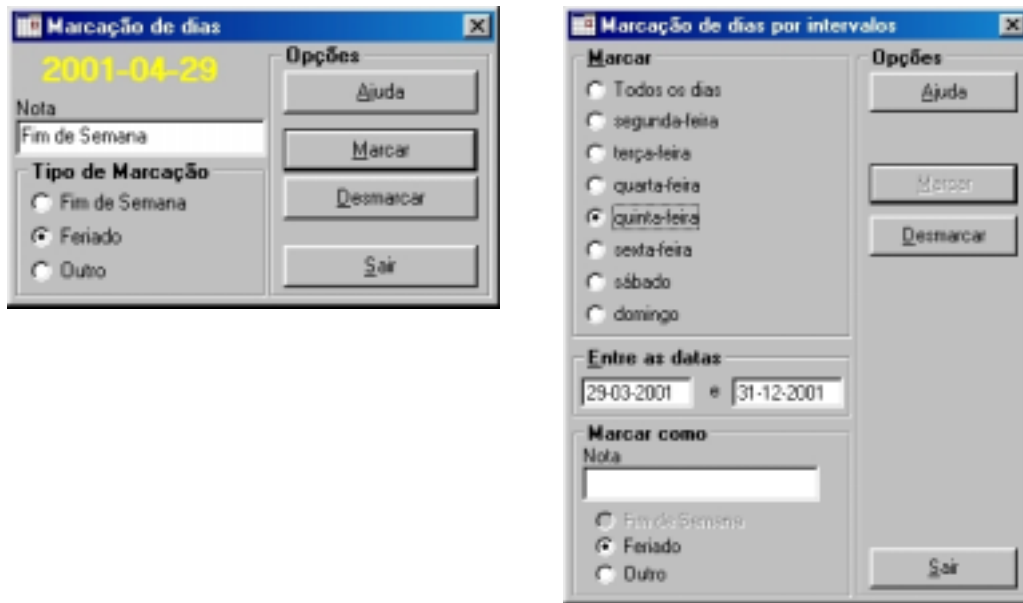 Marcação de dias
2001-04-29
Nota
Fim de Semana
Tipo de Marcação
Fim de Semana
Feriado
Outro
Opções
Ajuda
Marcar
Desmarcar
Sair
Marcação de dias por intervalos
Marcar
Todos os dias
segunda-feira
terça-feira
quarta-feira
quinta-feira
sexta-feira
sábado
domingo
Entre as datas
29-03-2001 e 31-12-2001
Marcar como
Nota
Fim de Semana
Feriado
Outro
Opções
Ajuda
Marcar
Desmarcar
Sair